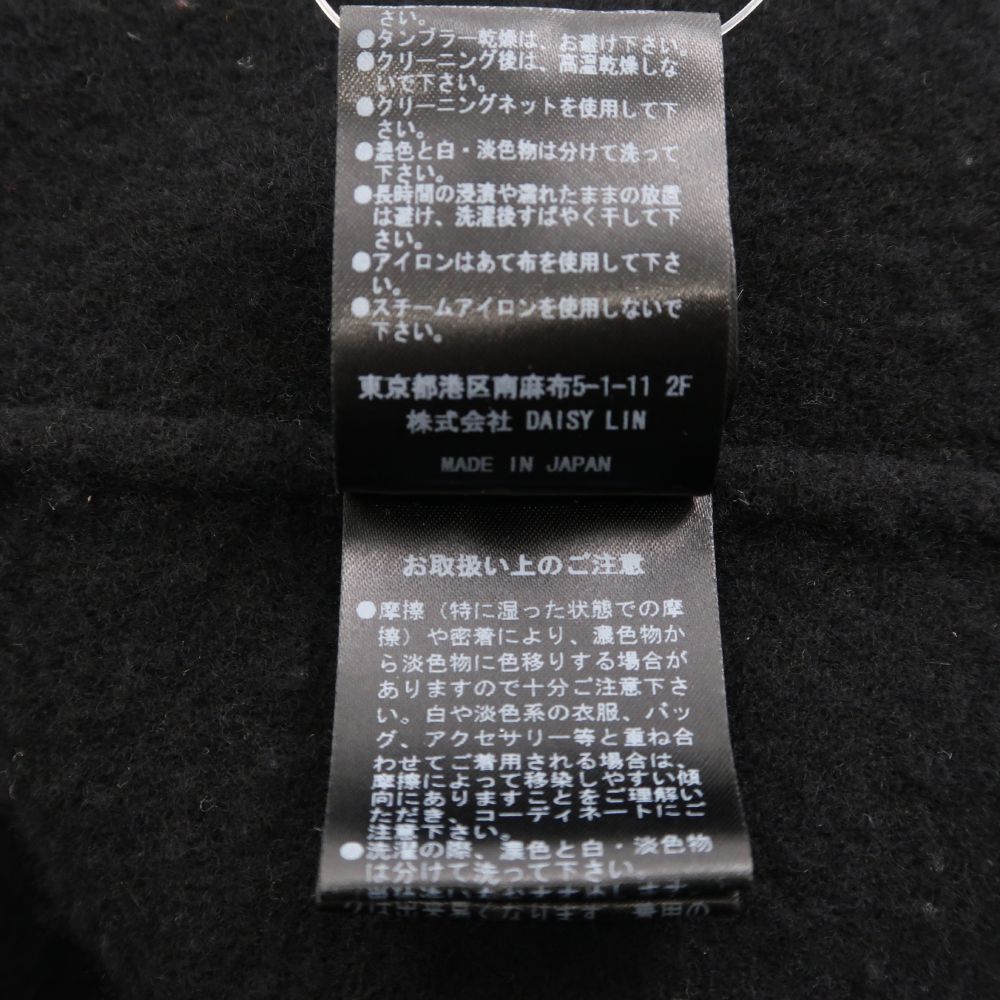 さい。
●タンブラー乾燥は、お避け下さい。
●クリーニング後は、高温乾燥しな
いで下さい。
●クリーニングネットを使用して下
さい。
●濃色と白・淡色物は分けて洗って
下さい。
●長時間の浸漬や濡れたままの放置
は避け、洗濯後すばやく干して下
さい。
●アイロンはあて布を使用して下さ
い。
●スチームアイロンを使用しないで
下さい。
東京都港区南麻布5-1-11 2F
株式会社 DAISY LIN
MADE IN JAPAN
お取扱い上のご注意
●摩擦（特に湿った状態での摩
擦）や密着により、濃色物か
ら淡色物に色移りする場合が
ありますので十分ご注意下さ
い。白や淡色系の衣服、バッ
グ、アクセサリー等と重ね合
わせてご着用される場合は、
摩擦によって移染しやすい傾
向にありますことをご理解い
ただき、コーディネートにご
注意下さい。
●洗濯の際、濃色と白・淡色物
は分けて洗って下さい。